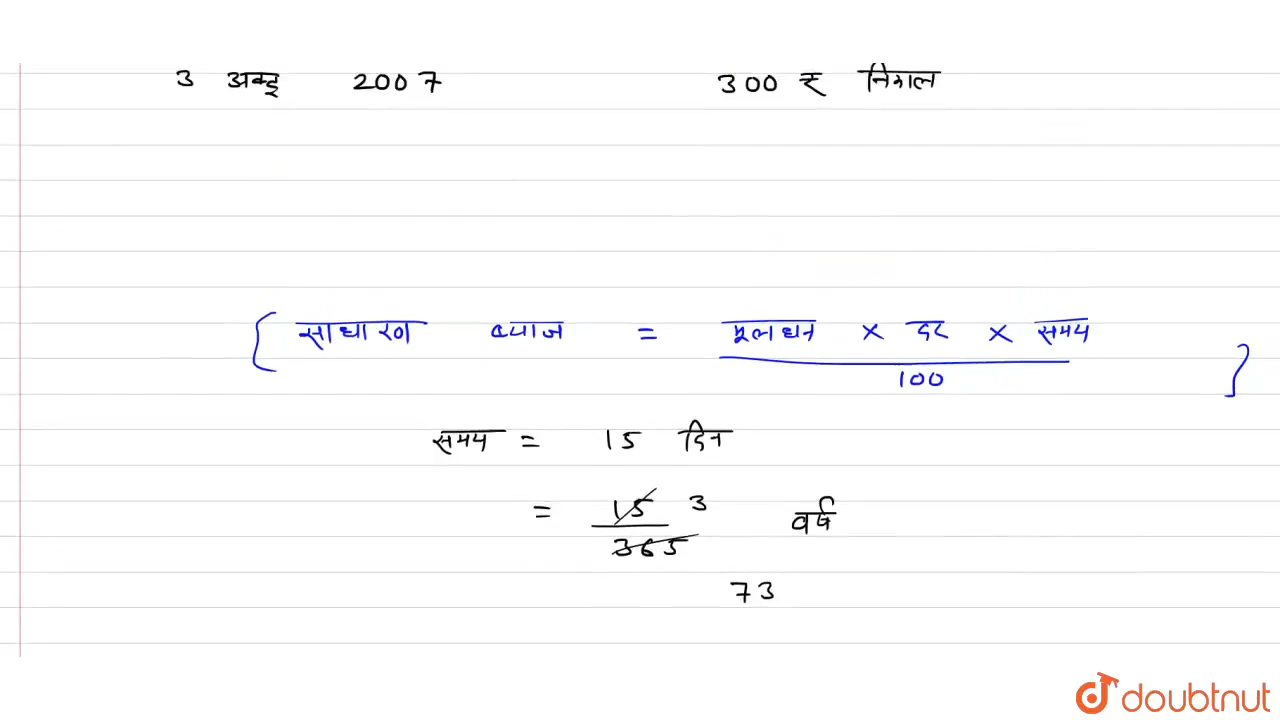 3 अक्टू 2007 300 ₹ निकाल
{ साधारण ब्याज = मूलधन × दर × समय
100 }
समय = 15 दिन
= 15 3 वर्ष
365
73
doubtnut